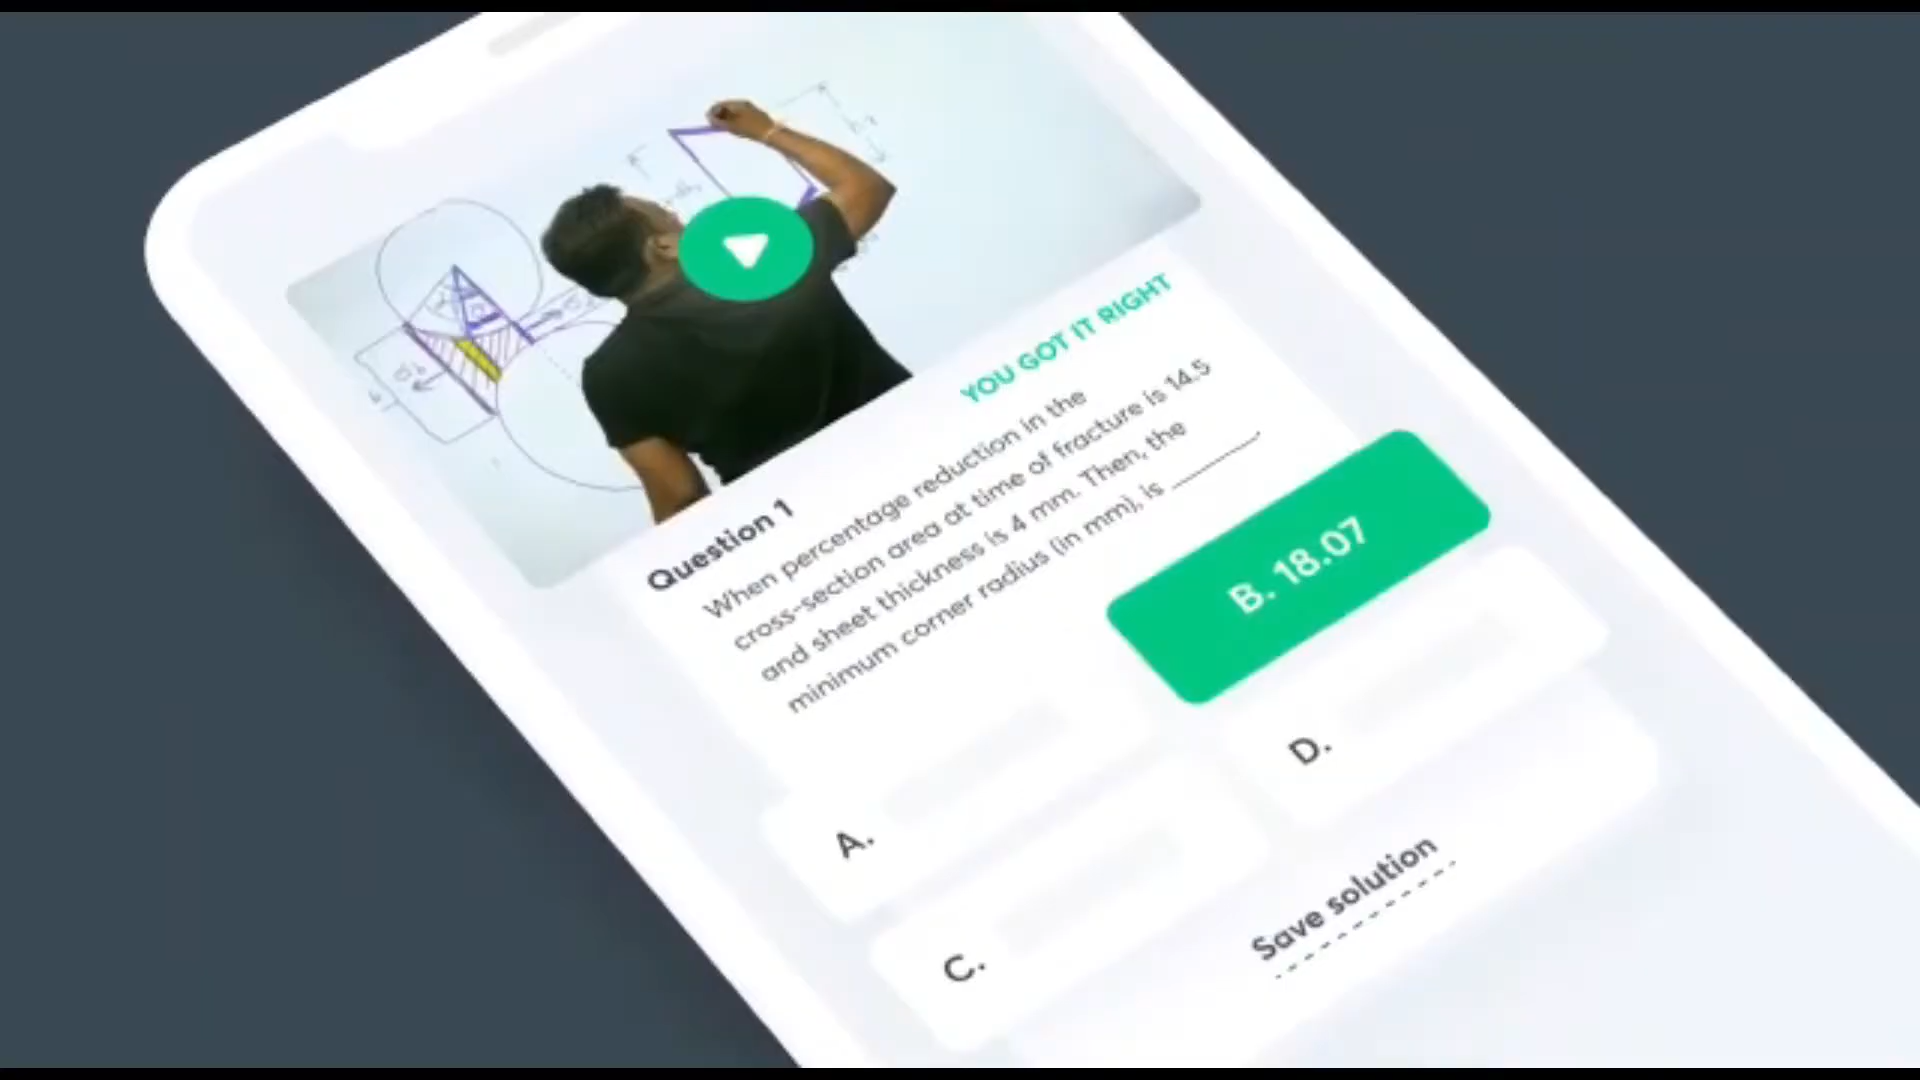 YOU GOT IT RIGHT
Question 1
When percentage reduction in the
cross-section area at time of fracture is 14.5
and sheet thickness is 4 mm. Then, the
minimum corner radius (in mm), is ________.
A.
B. 18.07
C.
D.
Save solution